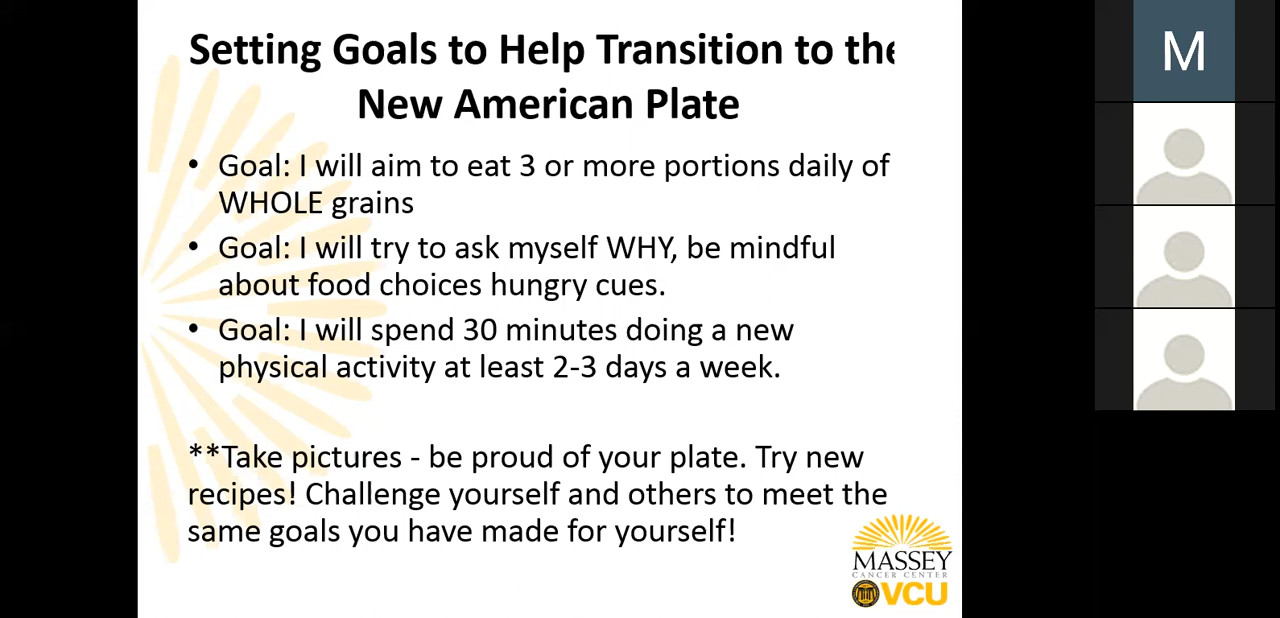 Setting Goals to Help Transition to the
New American Plate
• Goal: I will aim to eat 3 or more portions daily of
WHOLE grains
• Goal: I will try to ask myself WHY, be mindful
about food choices hungry cues.
• Goal: I will spend 30 minutes doing a new
physical activity at least 2-3 days a week.
**Take pictures - be proud of your plate. Try new
recipes! Challenge yourself and others to meet the
same goals you have made for yourself!
MASSEY
CANCER CENTER
VCU
M